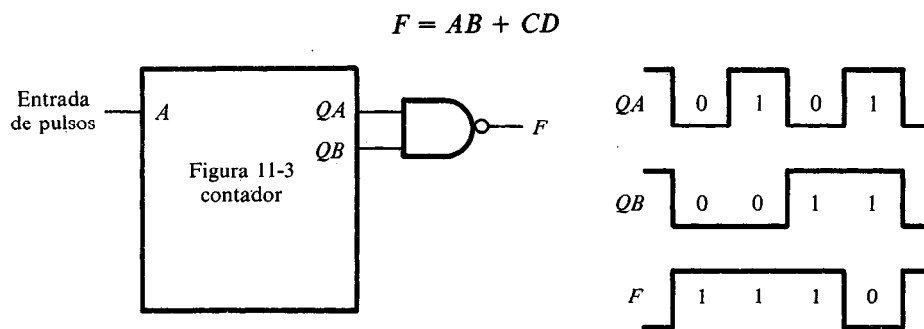 F = AB + CD
Entrada
de pulsos
A
QA
QB
F
Figura 11-3
contador
QA 0 1 0 1
QB 0 0 1 1
F 1 1 1 0